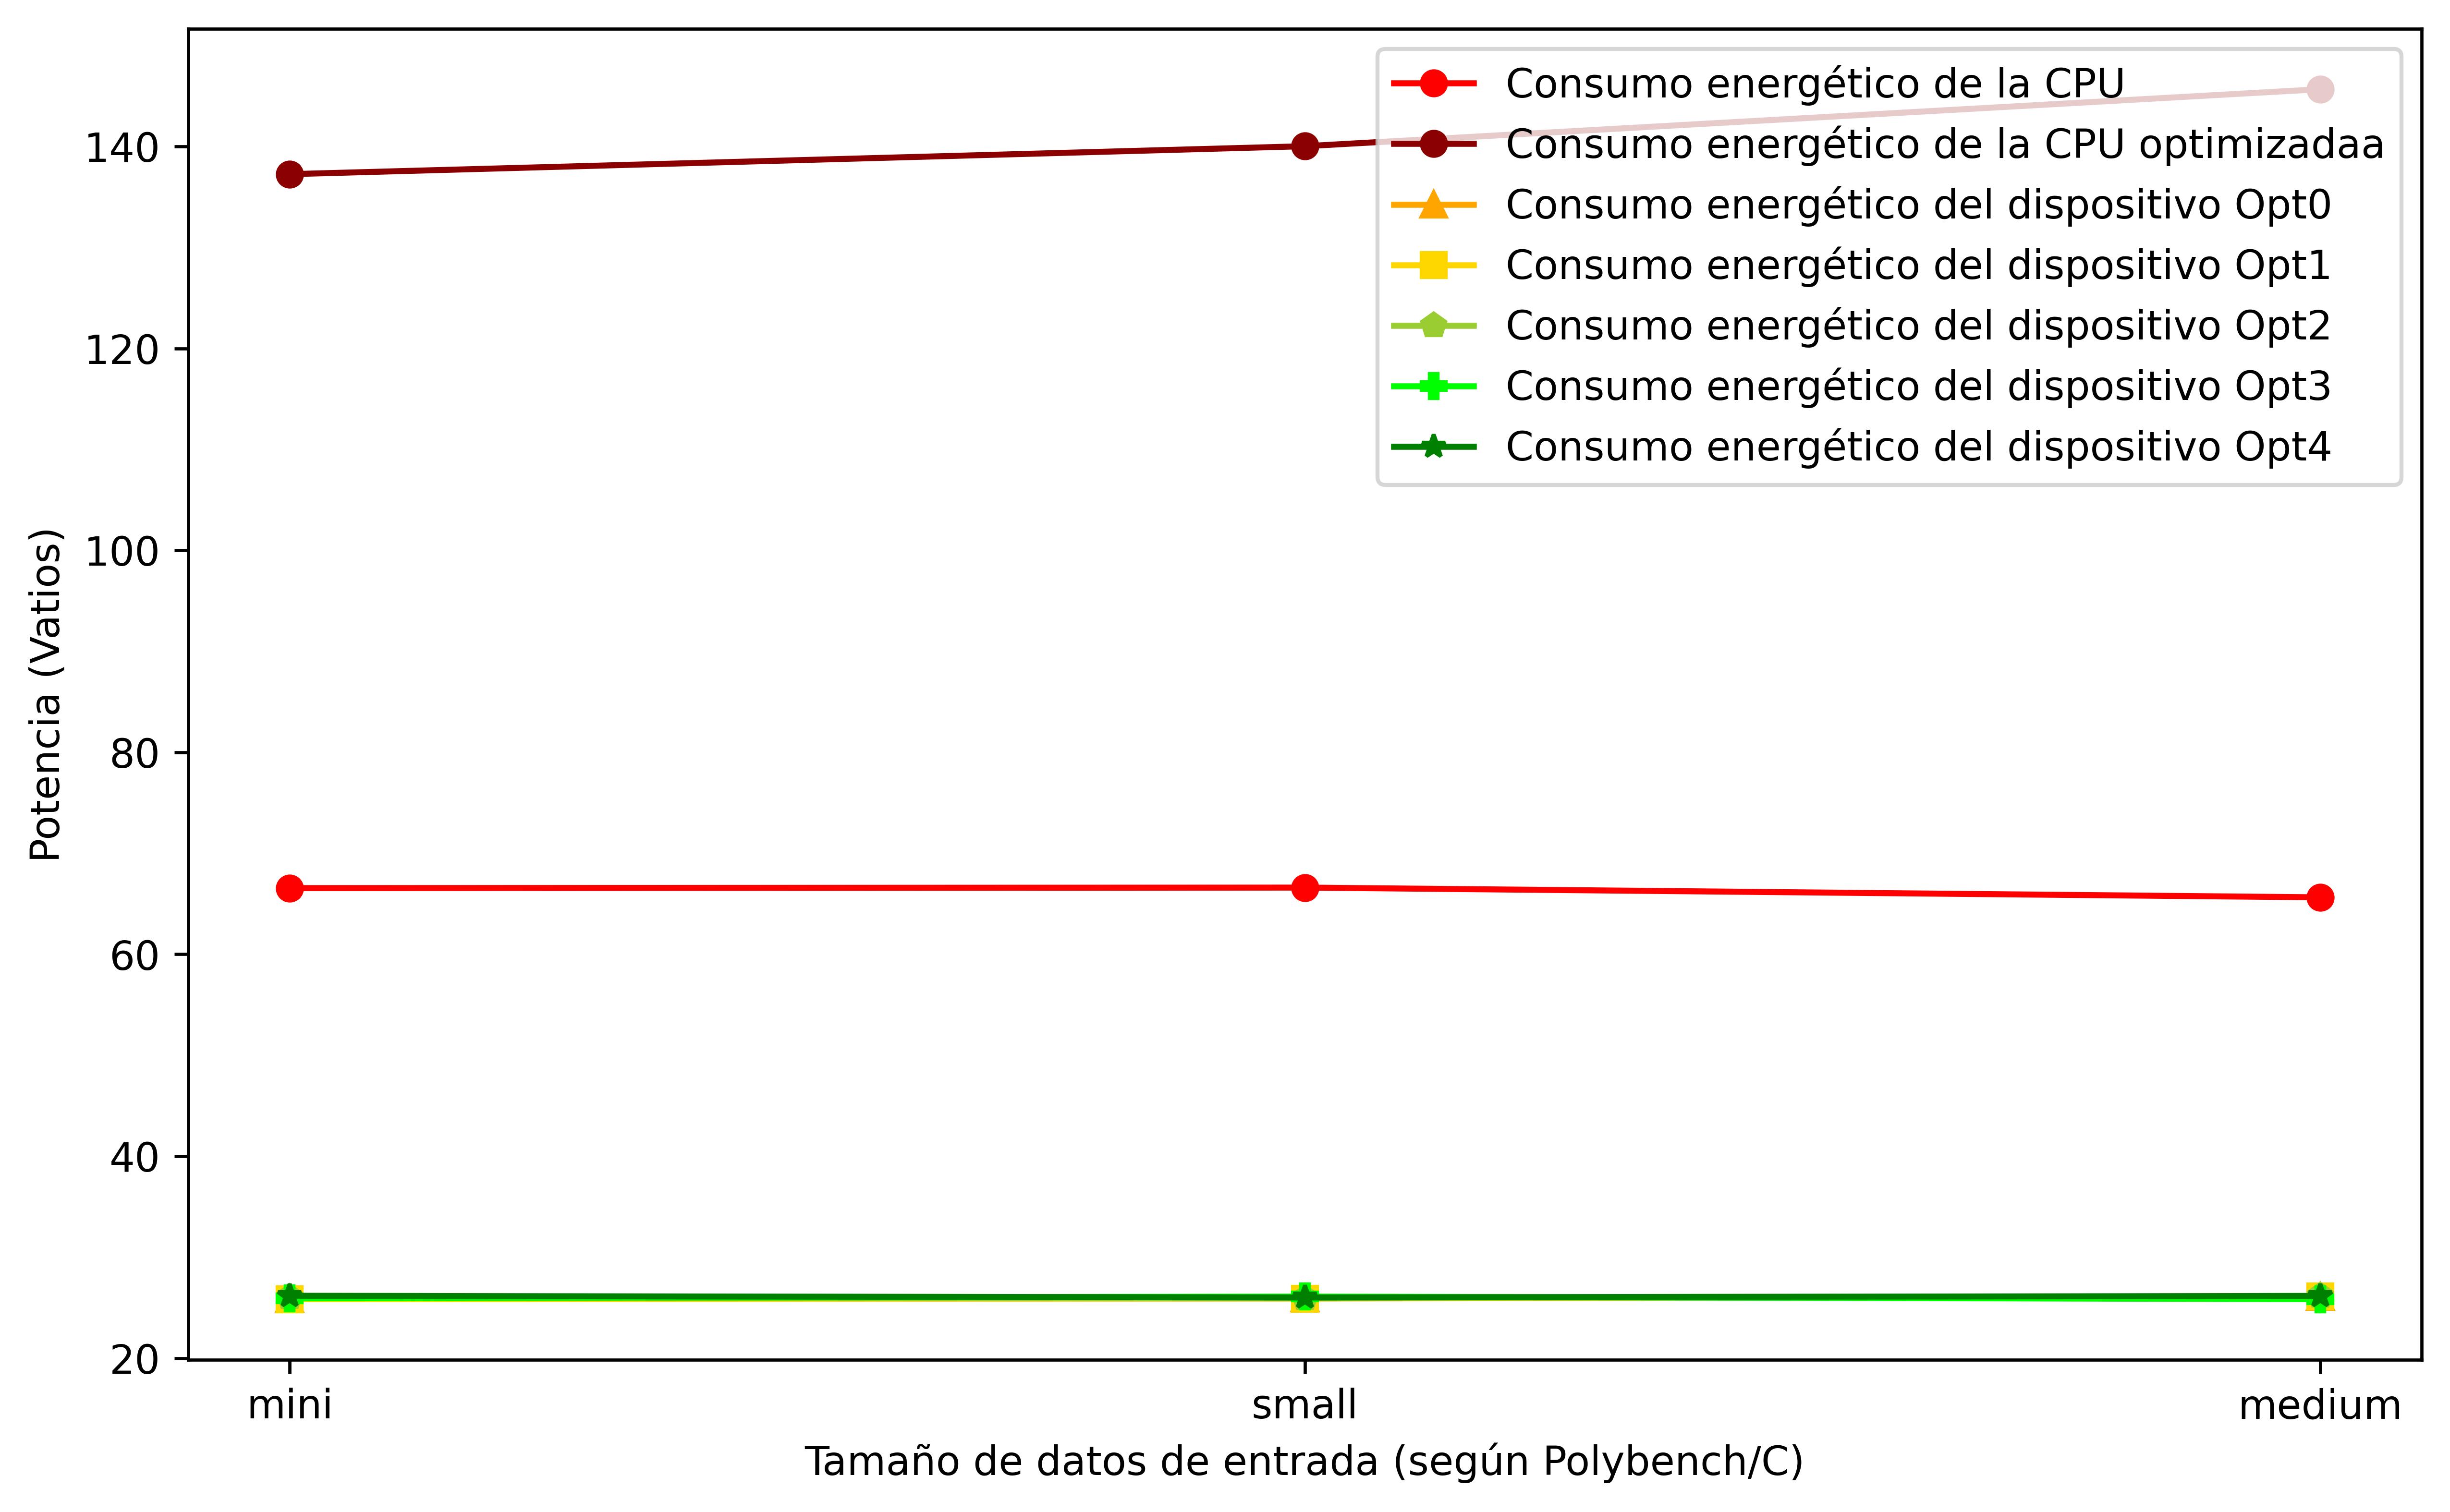 Consumo energético de la CPU
Consumo energético de la CPU optimizadaa
Consumo energético del dispositivo Opt0
Consumo energético del dispositivo Opt1
Consumo energético del dispositivo Opt2
Consumo energético del dispositivo Opt3
Consumo energético del dispositivo Opt4
Potencia (Vatios)
140
120
100
80
60
40
20
mini small medium
Tamaño de datos de entrada (según Polybench/C)